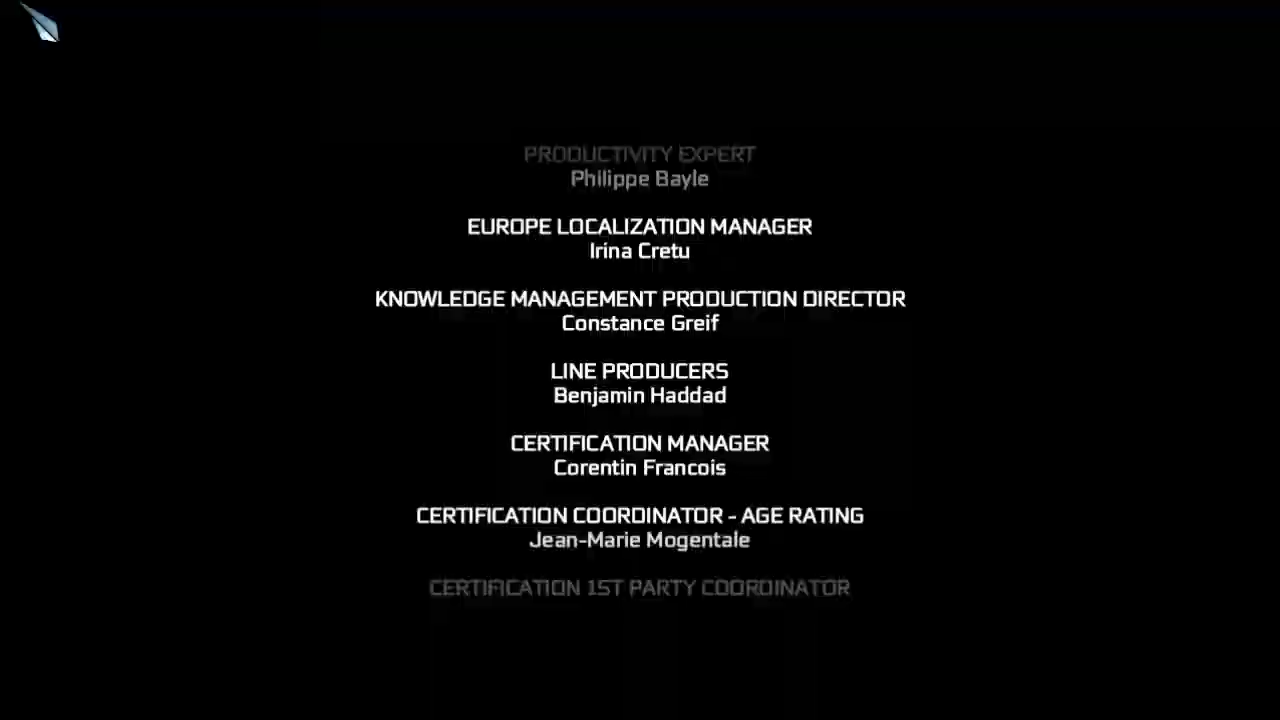 PRODUCTIVITY EXPERT
Philippe Bayle
EUROPE LOCALIZATION MANAGER
Irina Cretu
KNOWLEDGE MANAGEMENT PRODUCTION DIRECTOR
Constance Greif
LINE PRODUCERS
Benjamin Haddad
CERTIFICATION MANAGER
Corentin Francois
CERTIFICATION COORDINATOR - AGE RATING
Jean-Marie Mogentale
CERTIFICATION 1ST PARTY COORDINATOR